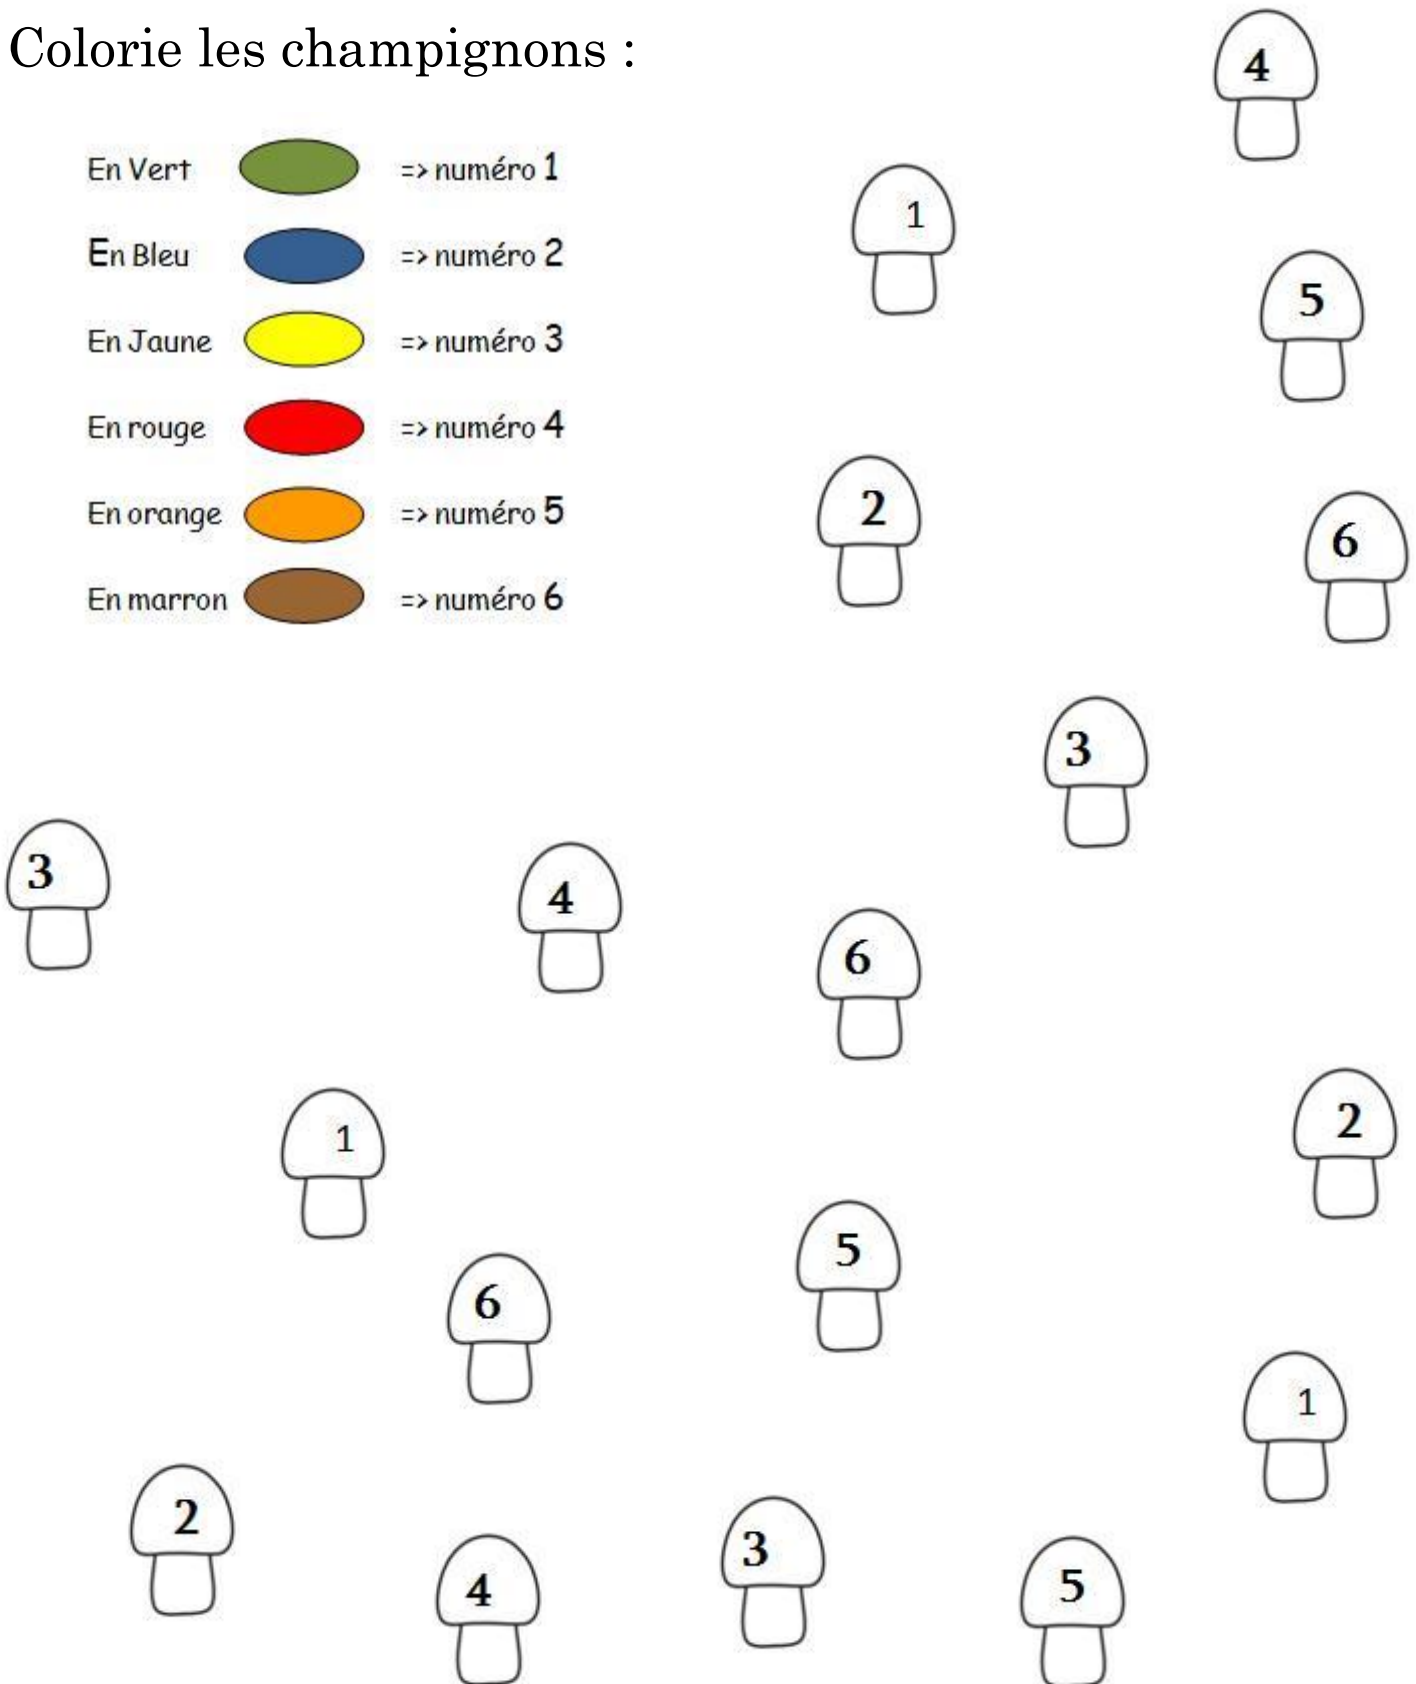 Colorie les champignons :
En Vert => numéro 1
En Bleu => numéro 2
En Jaune => numéro 3
En rouge => numéro 4
En orange => numéro 5
En marron => numéro 6
4
1
5
2
6
3
3
4
6
1
2
5
6
1
2
3
4
5